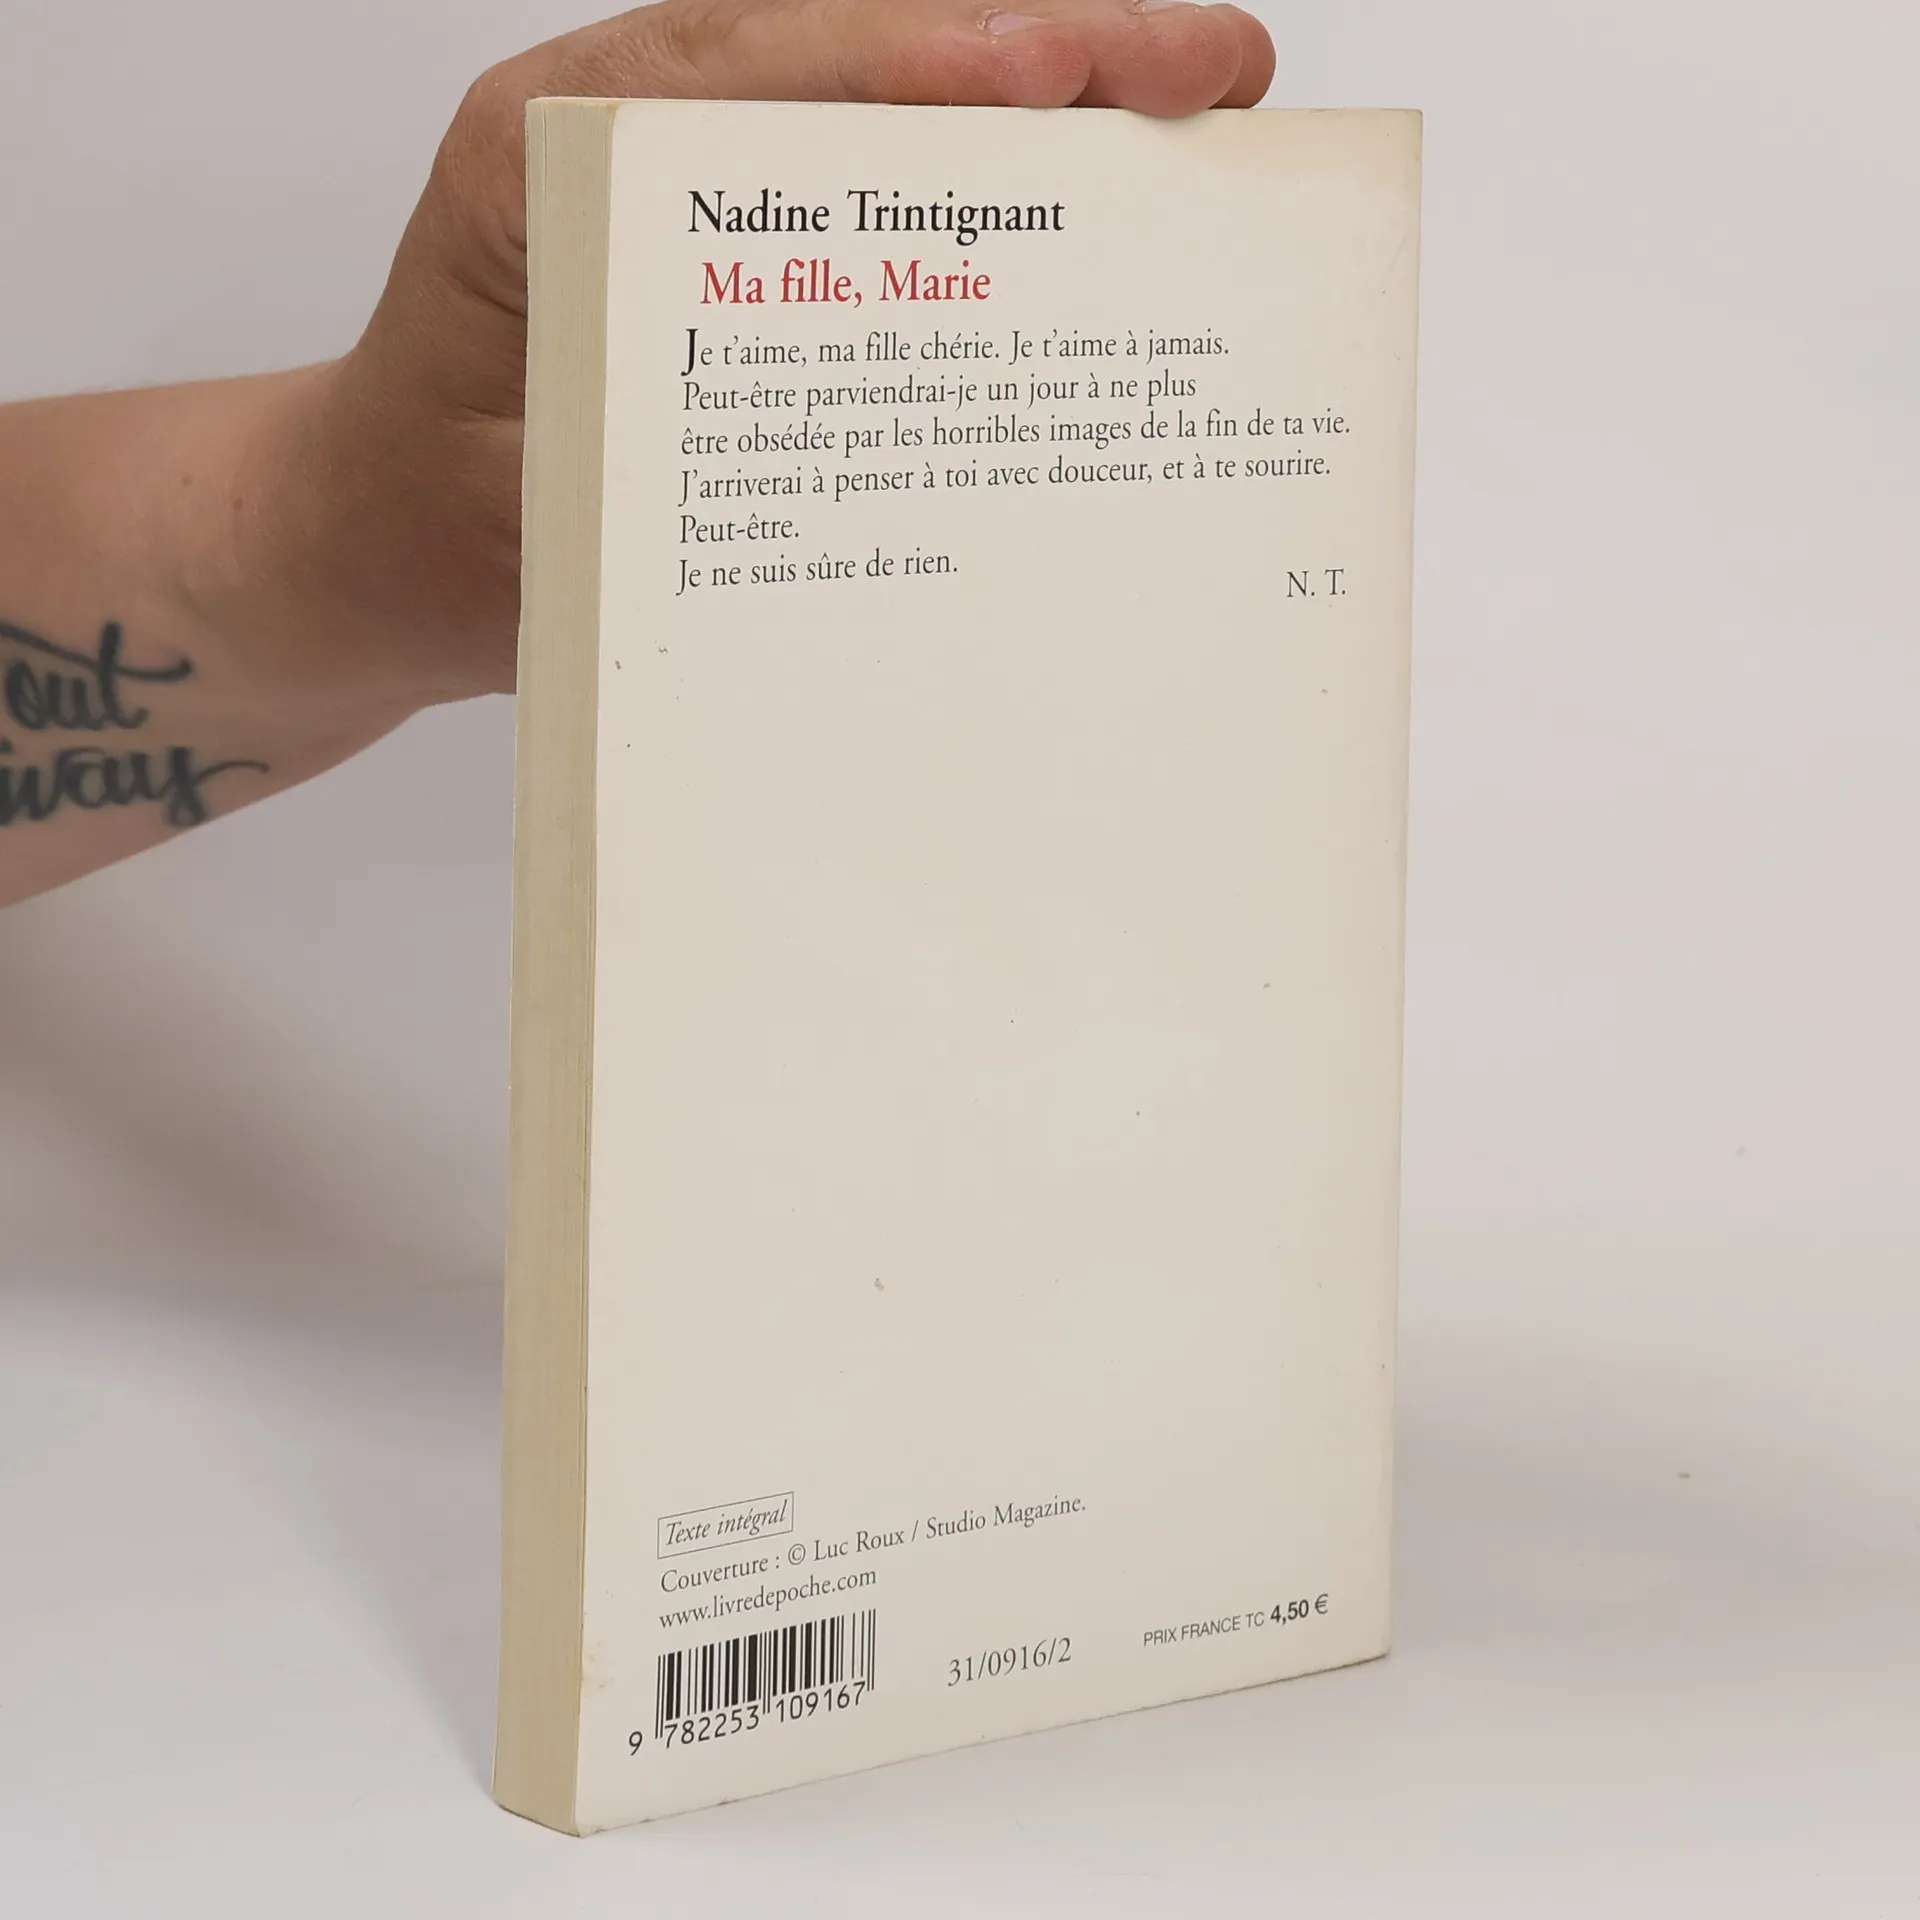 Nadine Trintignant
Ma fille, Marie
Je t'aime, ma fille chérie. Je t'aime à jamais.
Peut-être parviendrai-je un jour à ne plus
être obsédée par les horribles images de la fin de ta vie.
J'arriverai à penser à toi avec douceur, et à te sourire.
Peut-être.
Je ne suis sûre de rien.
N. T.
out
Texte intégral
Couverture : © Luc Roux / Studio Magazine.
www.livredepoche.com
9 782253 109167
31/0916/2
PRIX FRANCE TC 4,50 €